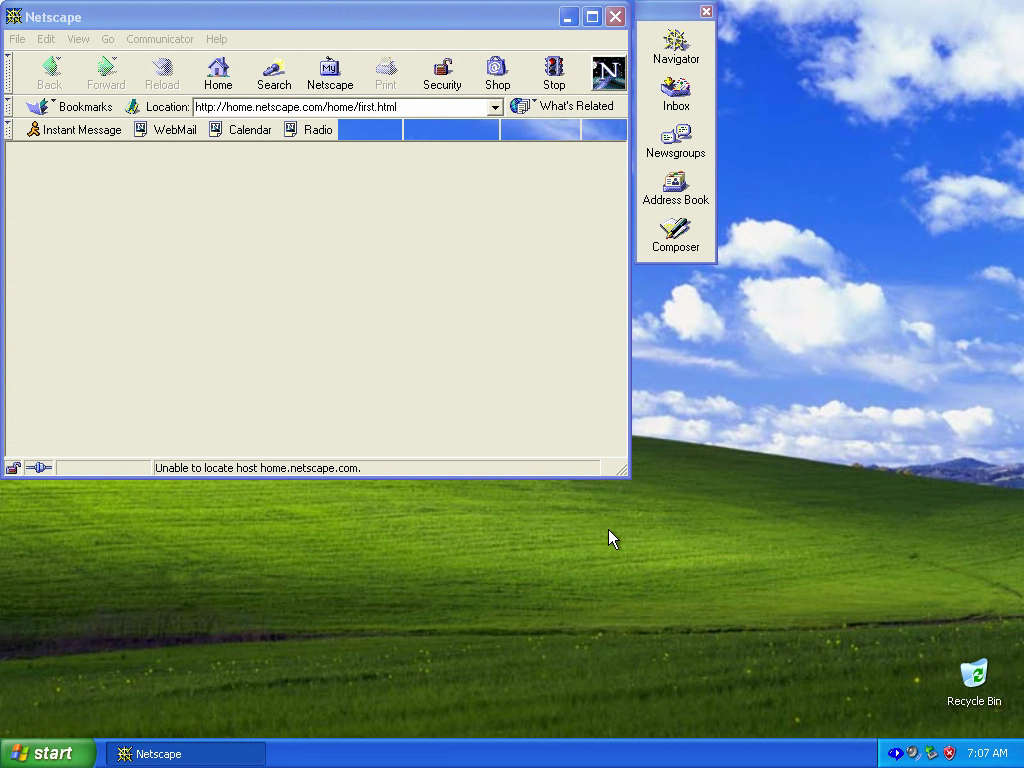 Netscape
File Edit View Go Communicator Help
Back Forward Reload Home Search Netscape Print Security Shop Stop
My
N
Bookmarks Location: http://home.netscape.com/home/first.html What's Related
Instant Message WebMail Calendar Radio
Unable to locate host home.netscape.com.
Navigator
Inbox
Newsgroups
Address Book
Composer
Recycle Bin
start Netscape 7:07 AM